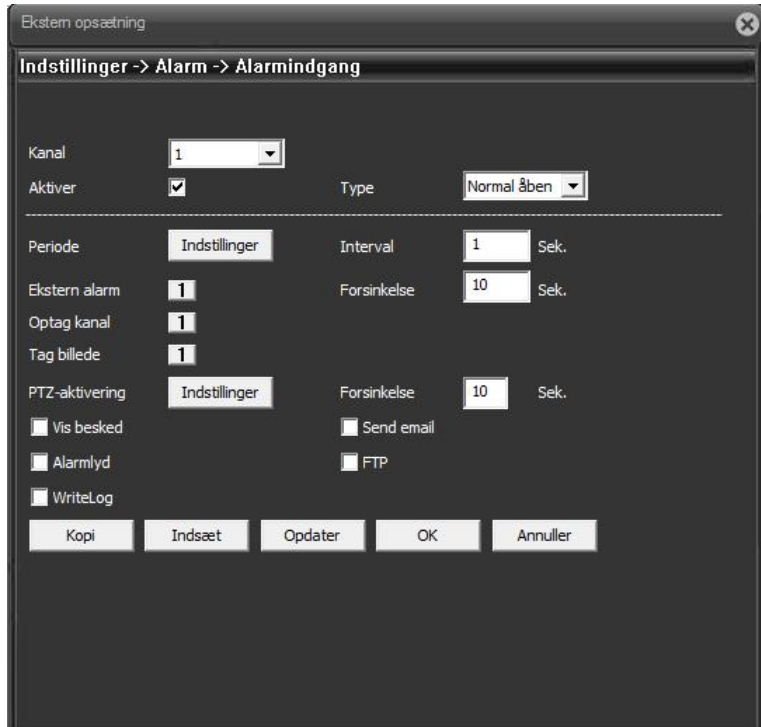 Ekstern opsætning
Indstillinger -> Alarm -> Alarmindgang
Kanal 1
Aktiver Type Normal åben
Periode Indstillinger Interval 1 Sek.
Ekstern alarm 1 Forsinkelse 10 Sek.
Optag kanal 1
Tag billede 1
PTZ-aktivering Indstillinger Forsinkelse 10 Sek.
Vis besked Send email
Alarmlyd FTP
WriteLog
Kopi Indsæt Opdater OK Annuller